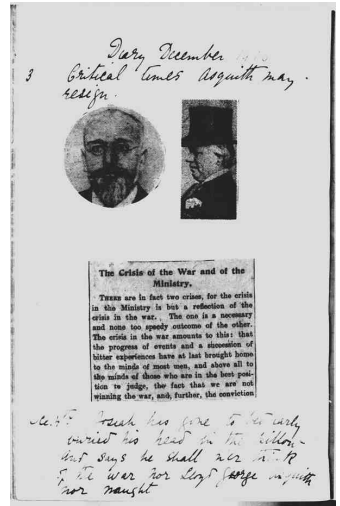 Diary December
3 Critical times Asquith may
resign.
The Crisis of the War and of the
Ministry.
THERE are in fact two crises, for the crisis
in the Ministry is but a reflection of the
crisis in the war. The one is a necessary
and none too speedy outcome of the other.
The crisis in the war amounts to this: that
the progress of events and a succession of
bitter experiences have at last brought home
to the minds of most men, and above all to
the minds of those who are in the best posi-
tion to judge, the fact that we are not
winning the war, and, further, the conviction
Josiah has gone to bed early
buried his head in the pillow
and says he shall not think
of the war nor Lloyd George Asquith
nor naught